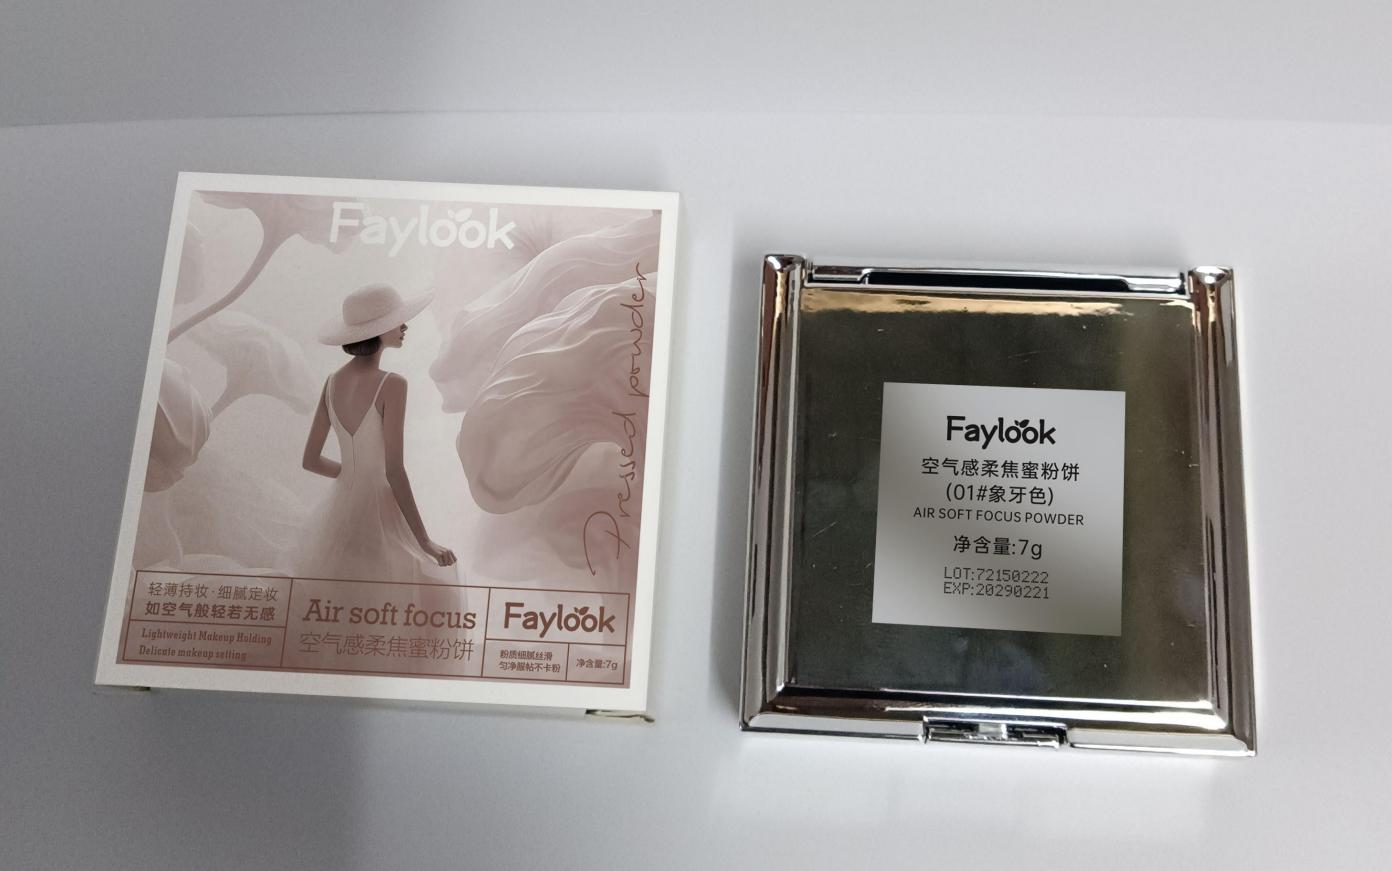 Faylook
Pressed powder
轻薄持妆·细腻定妆
如空气般轻若无感
Lightweight Makeup Holding
Delicate makeup setting
Air soft focus
空气感柔焦蜜粉饼
Faylook
粉质细腻丝滑
匀净服帖不卡粉
净含量:7g
Faylook
空气感柔焦蜜粉饼
(01#象牙色)
AIR SOFT FOCUS POWDER
净含量:7g
LOT:72150222
EXP:20290221